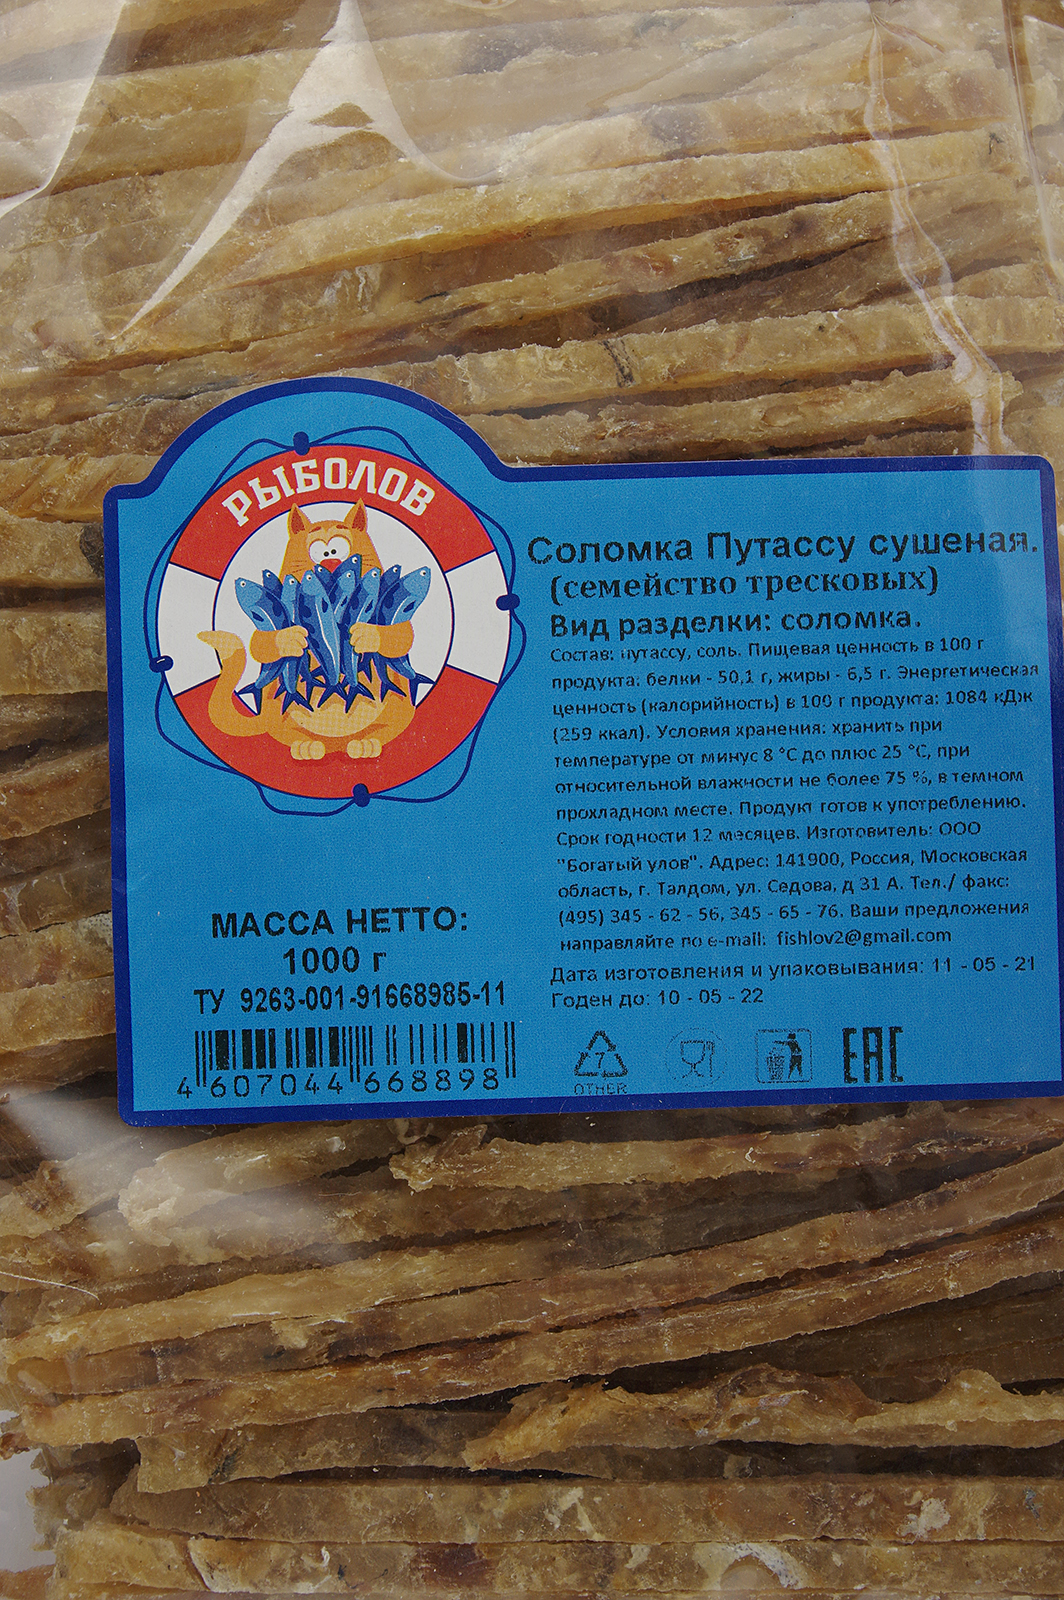 РЫБОЛОВ
Соломка Путассу сушеная.
(семейство тресковых)
Вид разделки: соломка.
Состав: путассу, соль. Пищевая ценность в 100 г
продукта: белки - 50,1 г, жиры - 6,5 г. Энергетическая
ценность (калорийность) в 100 г продукта: 1084 кДж
(259 ккал). Условия хранения: хранить при
температуре от минус 8 °С до плюс 25 °С, при
относительной влажности не более 75 %, в темном
прохладном месте. Продукт готов к употреблению.
Срок годности 12 месяцев. Изготовитель: ООО
"Богатый улов". Адрес: 141900, Россия, Московская
область, г. Талдом, ул. Седова, д 31 А. Тел./ факс:
(495) 345 - 62 - 56, 345 - 65 - 76. Ваши предложения
направляйте по e-mail: fishlov2@gmail.com
Дата изготовления и упаковывания: 11 - 05 - 21
Годен до: 10 - 05 - 22
МАССА НЕТТО:
1000 г
ТУ 9263-001-91668985-11
4 607044 668898
7
OTHER
EAC